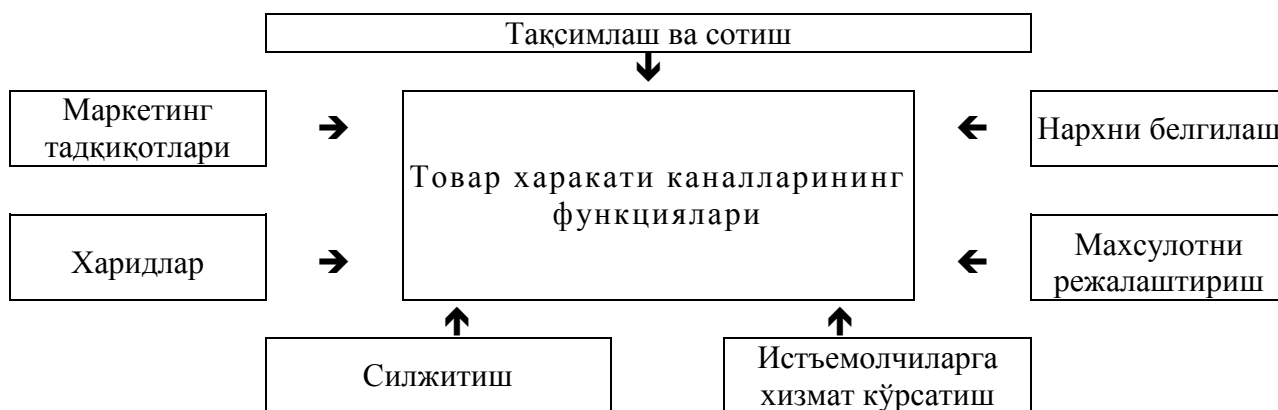 Тақсимлаш ва сотиш
Маркетинг
тадқиқотлари
Нархни белгилаш
Товар харакати каналларининг
функциялари
Харидлар
Махсулотни
режалаштириш
Силжитиш
Истъемолчиларга
хизмат кўрсатиш